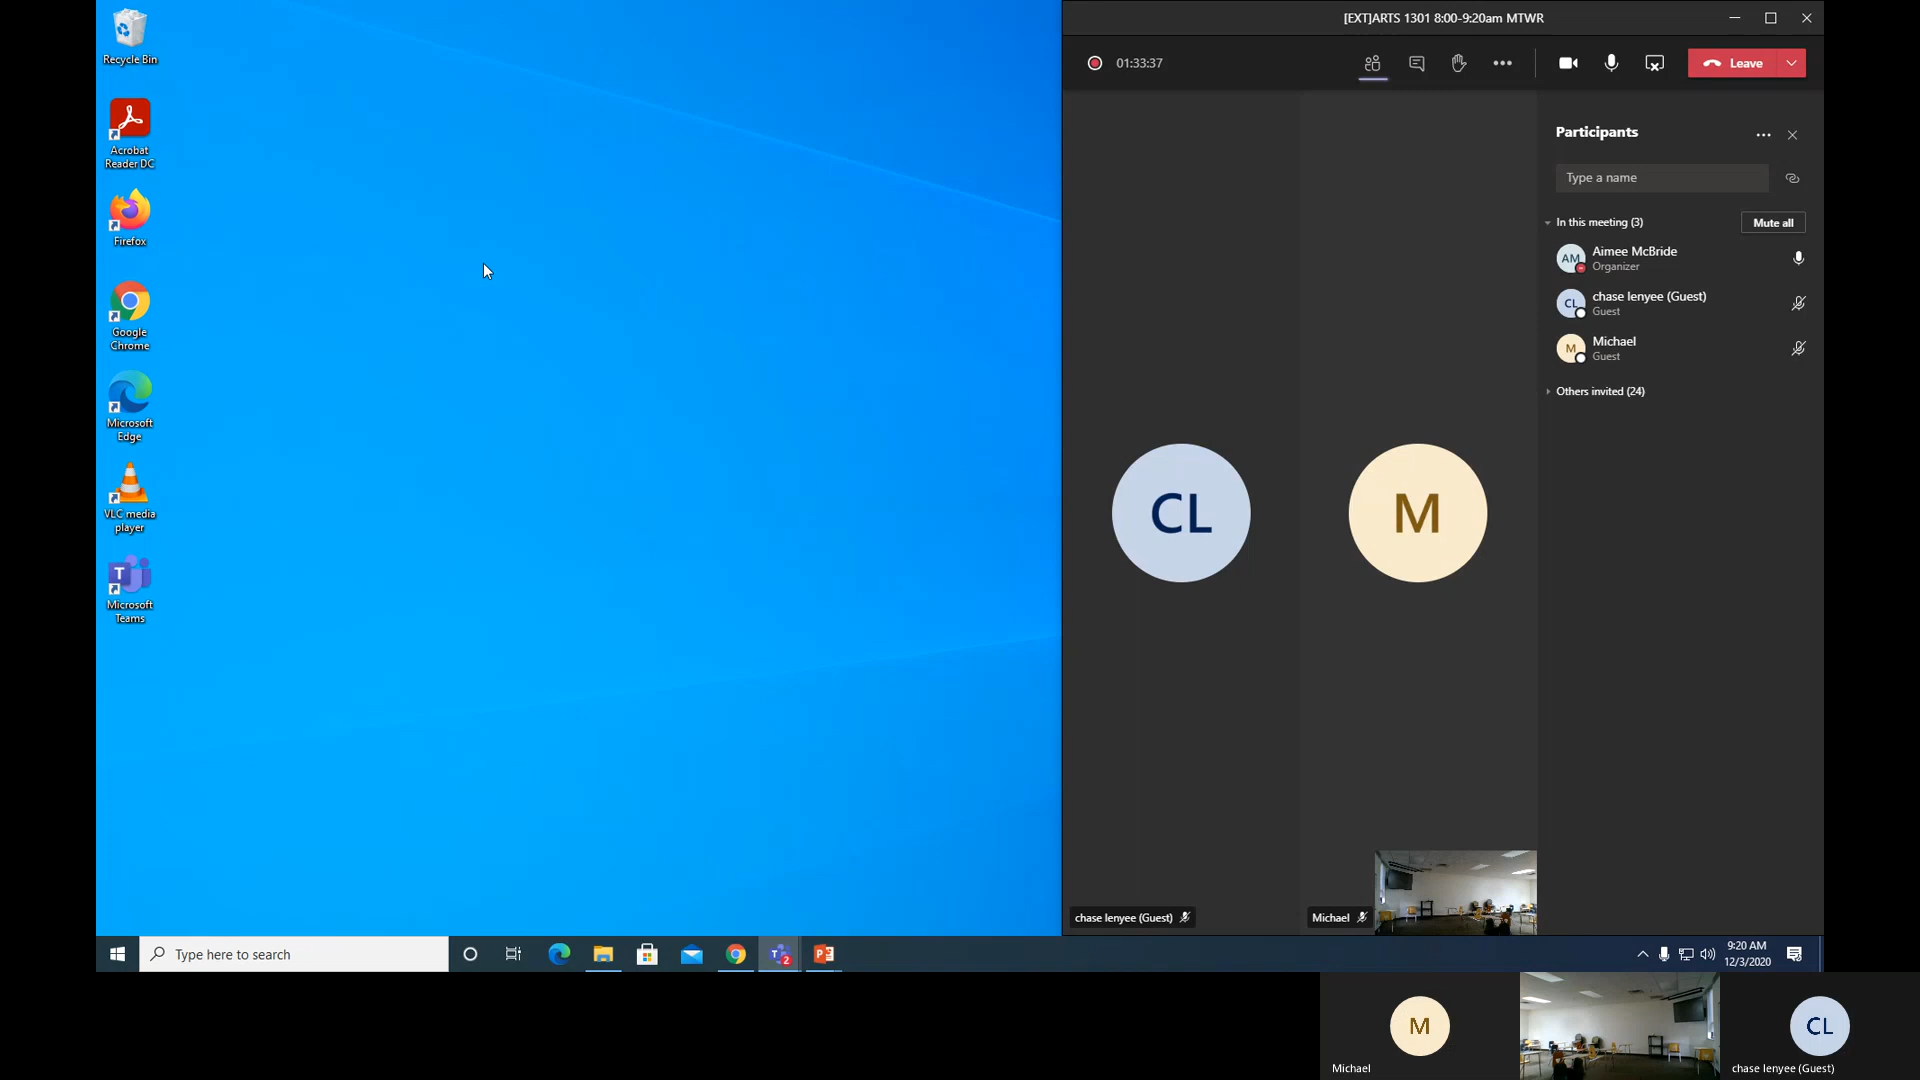 Recycle Bin
Acrobat
Reader DC
Firefox
Google
Chrome
Microsoft
Edge
VLC media
player
T
Microsoft
Teams
[EXT]ARTS 1301 8:00-9:20am MTWR
01:33:37
Leave
Participants
Type a name
In this meeting (3)
Mute all
AM
Aimee McBride
Organizer
CL
chase lenyee (Guest)
Guest
M
Michael
Guest
Others invited (24)
CL
M
chase lenyee (Guest)
Michael
Type here to search
2
9:20 AM
12/3/2020
M
Michael
CL
chase lenyee (Guest)